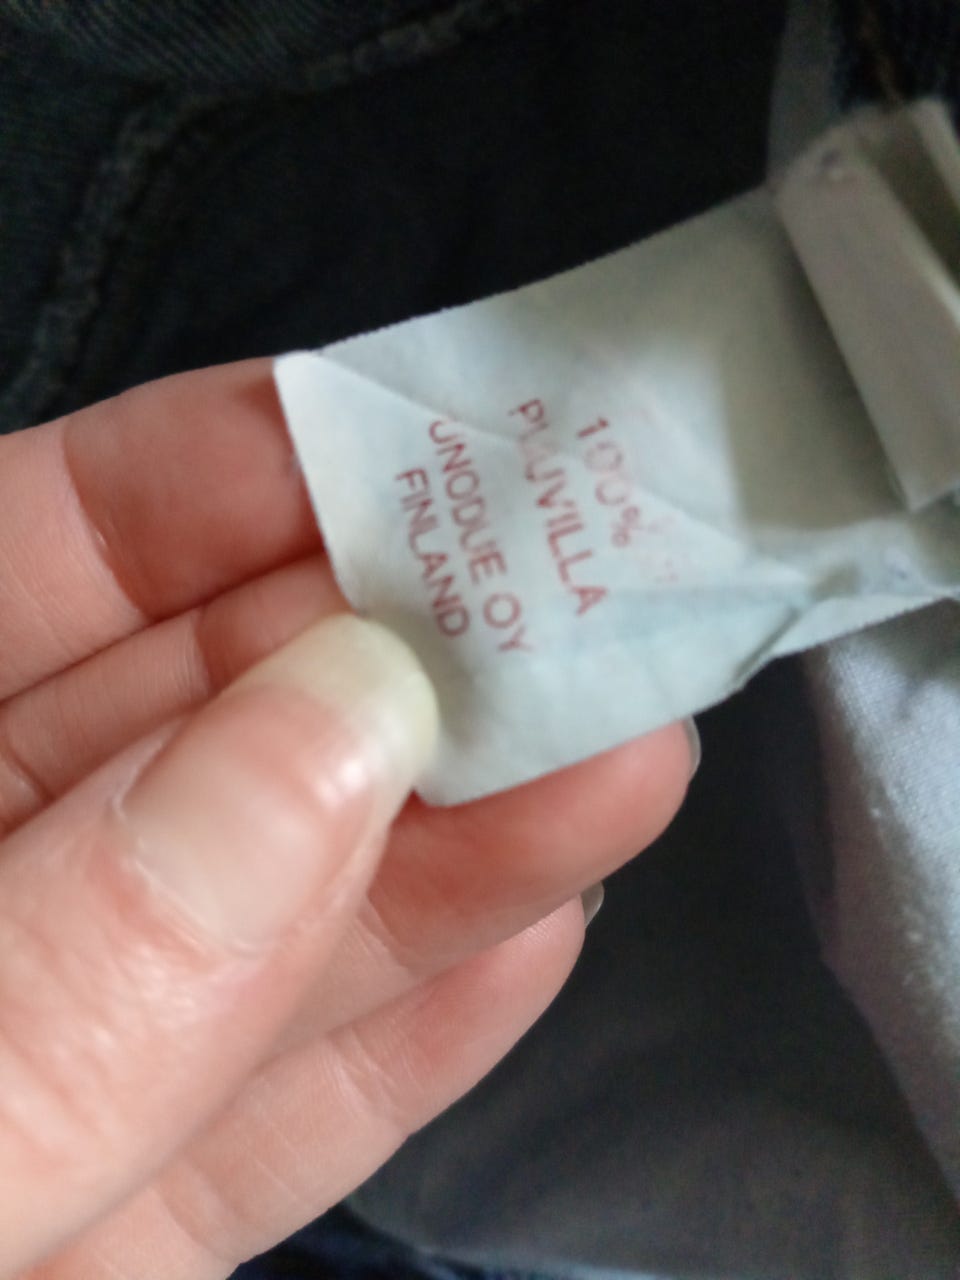 100%
PUUVILLA
UNODUE OY
FINLAND